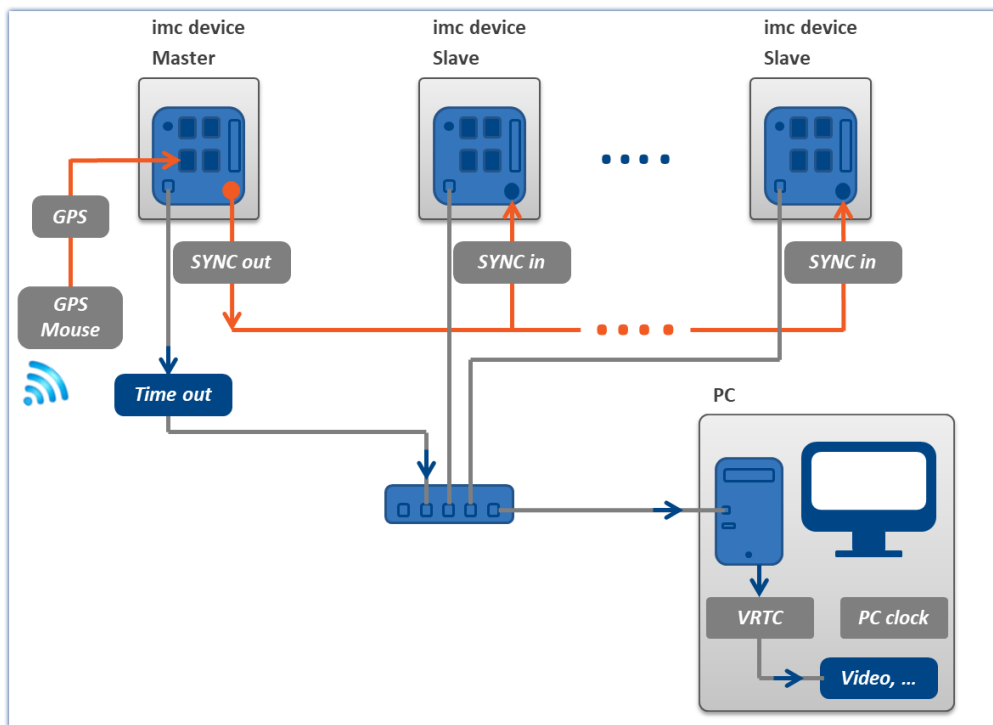 imc device
Master
imc device
Slave
imc device
Slave
GPS
SYNC out
SYNC in
SYNC in
GPS
Mouse
Time out
PC
VRTC
PC clock
Video, ...